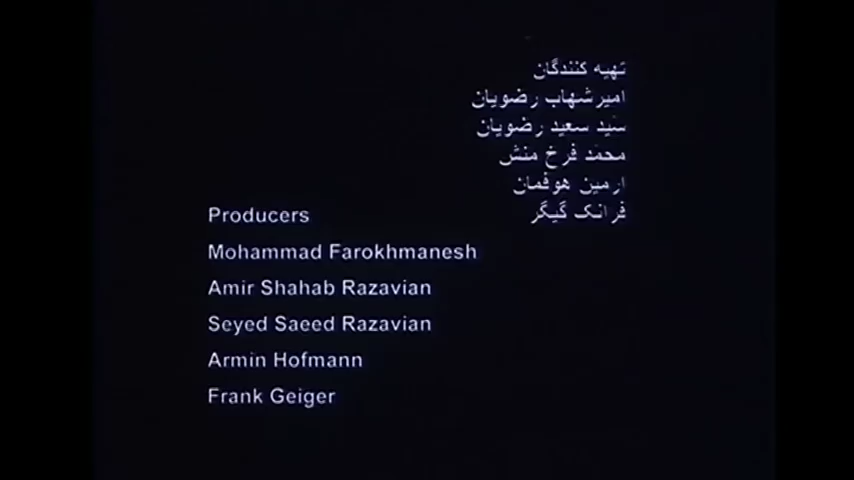 تهیه کنندگان
امیرشهاب رضویان
سید سعید رضویان
محمّد فرخ منش
ارمین هوفمان
فرانک گیگر
Producers
Mohammad Farokhmanesh
Amir Shahab Razavian
Seyed Saeed Razavian
Armin Hofmann
Frank Geiger